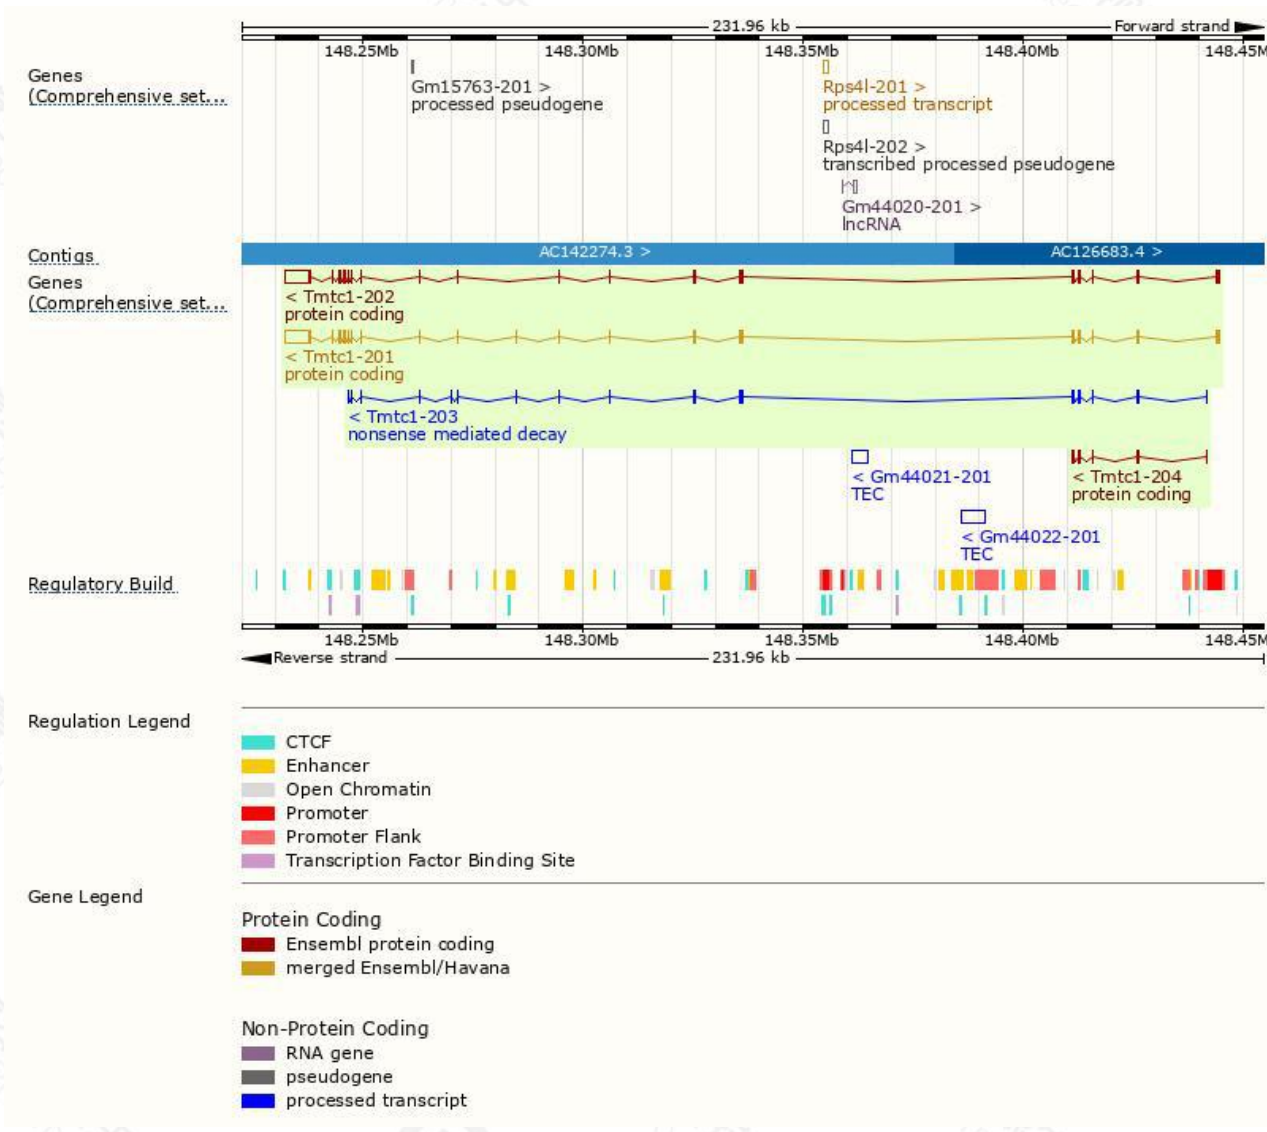 231.96 kb Forward strand
148.25Mb 148.30Mb 148.35Mb 148.40Mb 148.45M
Genes
(Comprehensive set...
Gm15763-201 >
processed pseudogene
Rps4l-201 >
processed transcript
Rps4l-202 >
transcribed processed pseudogene
Gm44020-201 >
lncRNA
Contigs
AC142274.3 > AC126683.4 >
Genes
(Comprehensive set...
< Tmtc1-202
protein coding
< Tmtc1-201
protein coding
< Tmtc1-203
nonsense mediated decay
< Gm44021-201
TEC
< Tmtc1-204
protein coding
< Gm44022-201
TEC
Regulatory Build
148.25Mb 148.30Mb 148.35Mb 148.40Mb 148.45M
Reverse strand 231.96 kb
Regulation Legend
CTCF
Enhancer
Open Chromatin
Promoter
Promoter Flank
Transcription Factor Binding Site
Gene Legend
Protein Coding
Ensembl protein coding
merged Ensembl/Havana
Non-Protein Coding
RNA gene
pseudogene
processed transcript